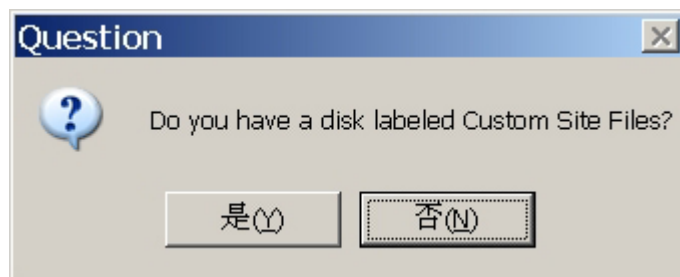 Question
Do you have a disk labeled Custom Site Files?
是(Y)
否(N)